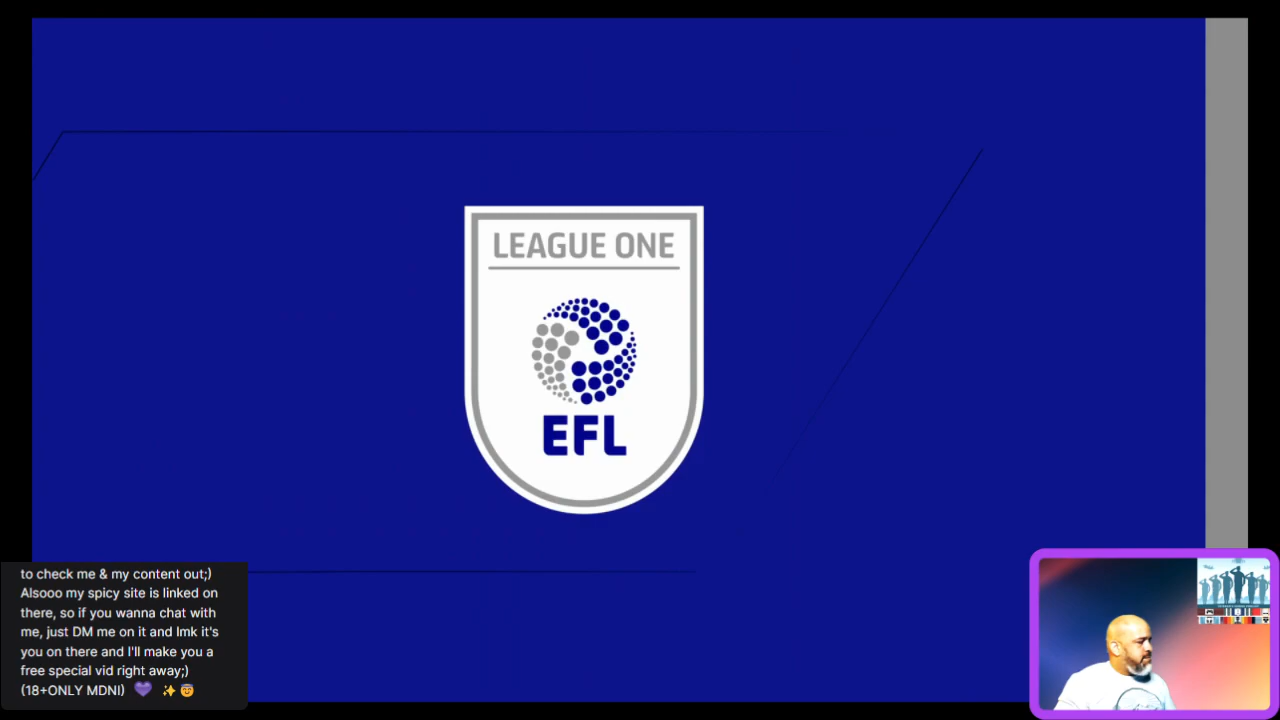 LEAGUE ONE
EFL
to check me & my content out;)
Alsooo my spicy site is linked on
there, so if you wanna chat with
me, just DM me on it and lmk it's
you on there and I'll make you a
free special vid right away;)
(18+ONLY MDNI) 💜 ✨😇